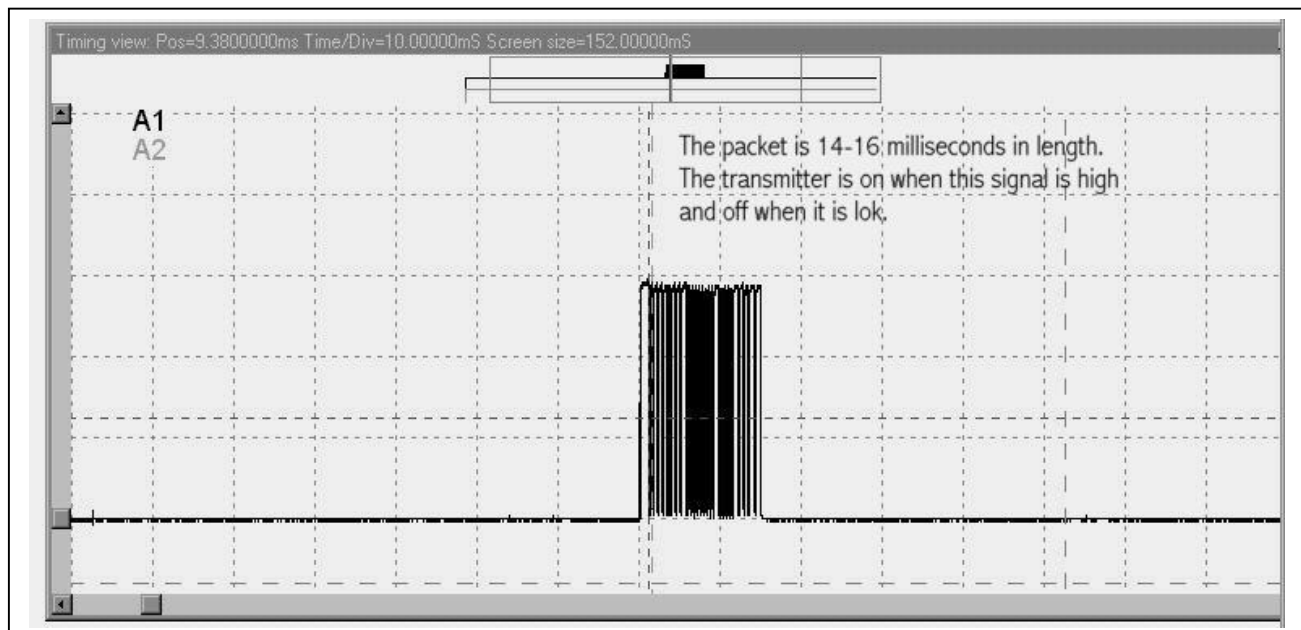 Timing view: Pos=9.3800000ms Time/Div=10.00000mS Screen size=152.00000mS
A1
A2
The packet is 14-16 milliseconds in length.
The transmitter is on when this signal is high
and off when it is lok.